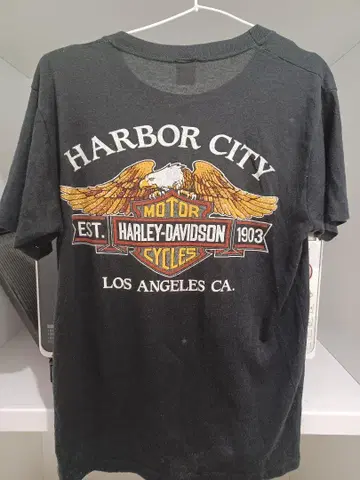 HARBOR CITY
MOTOR
EST. HARLEY-DAVIDSON 1903
CYCLES
LOS ANGELES CA.